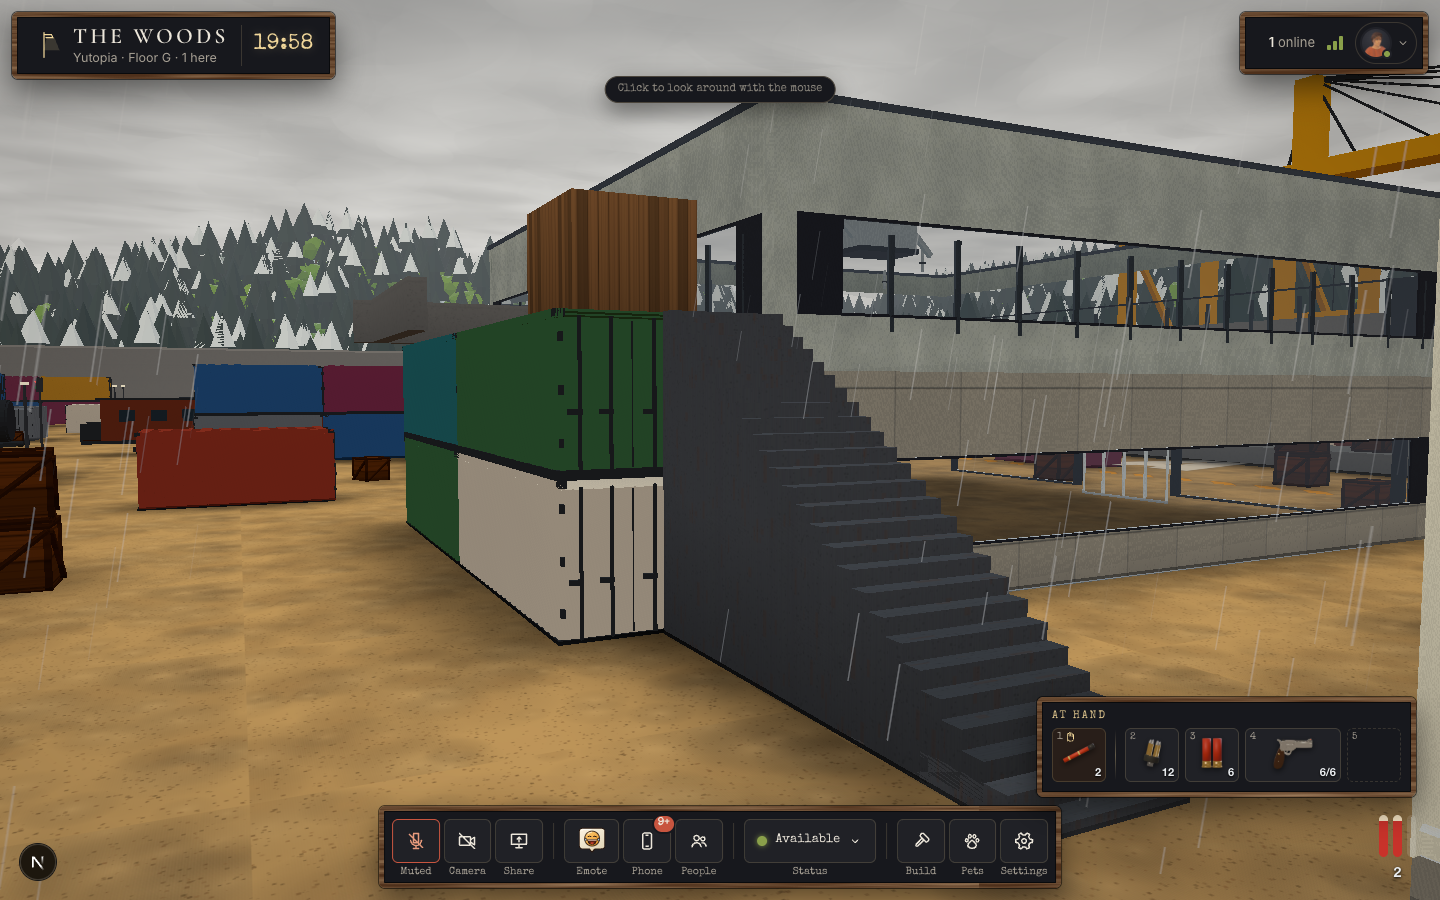 THE WOODS
Yutopia · Floor G · 1 here
19:58
1 online
Click to look around with the mouse
AT HAND
1
2
2
12
3
6
4
6/6
5
9+
Available
Muted
Camera
Share
Emote
Phone
People
Status
Build
Pets
Settings
N
2